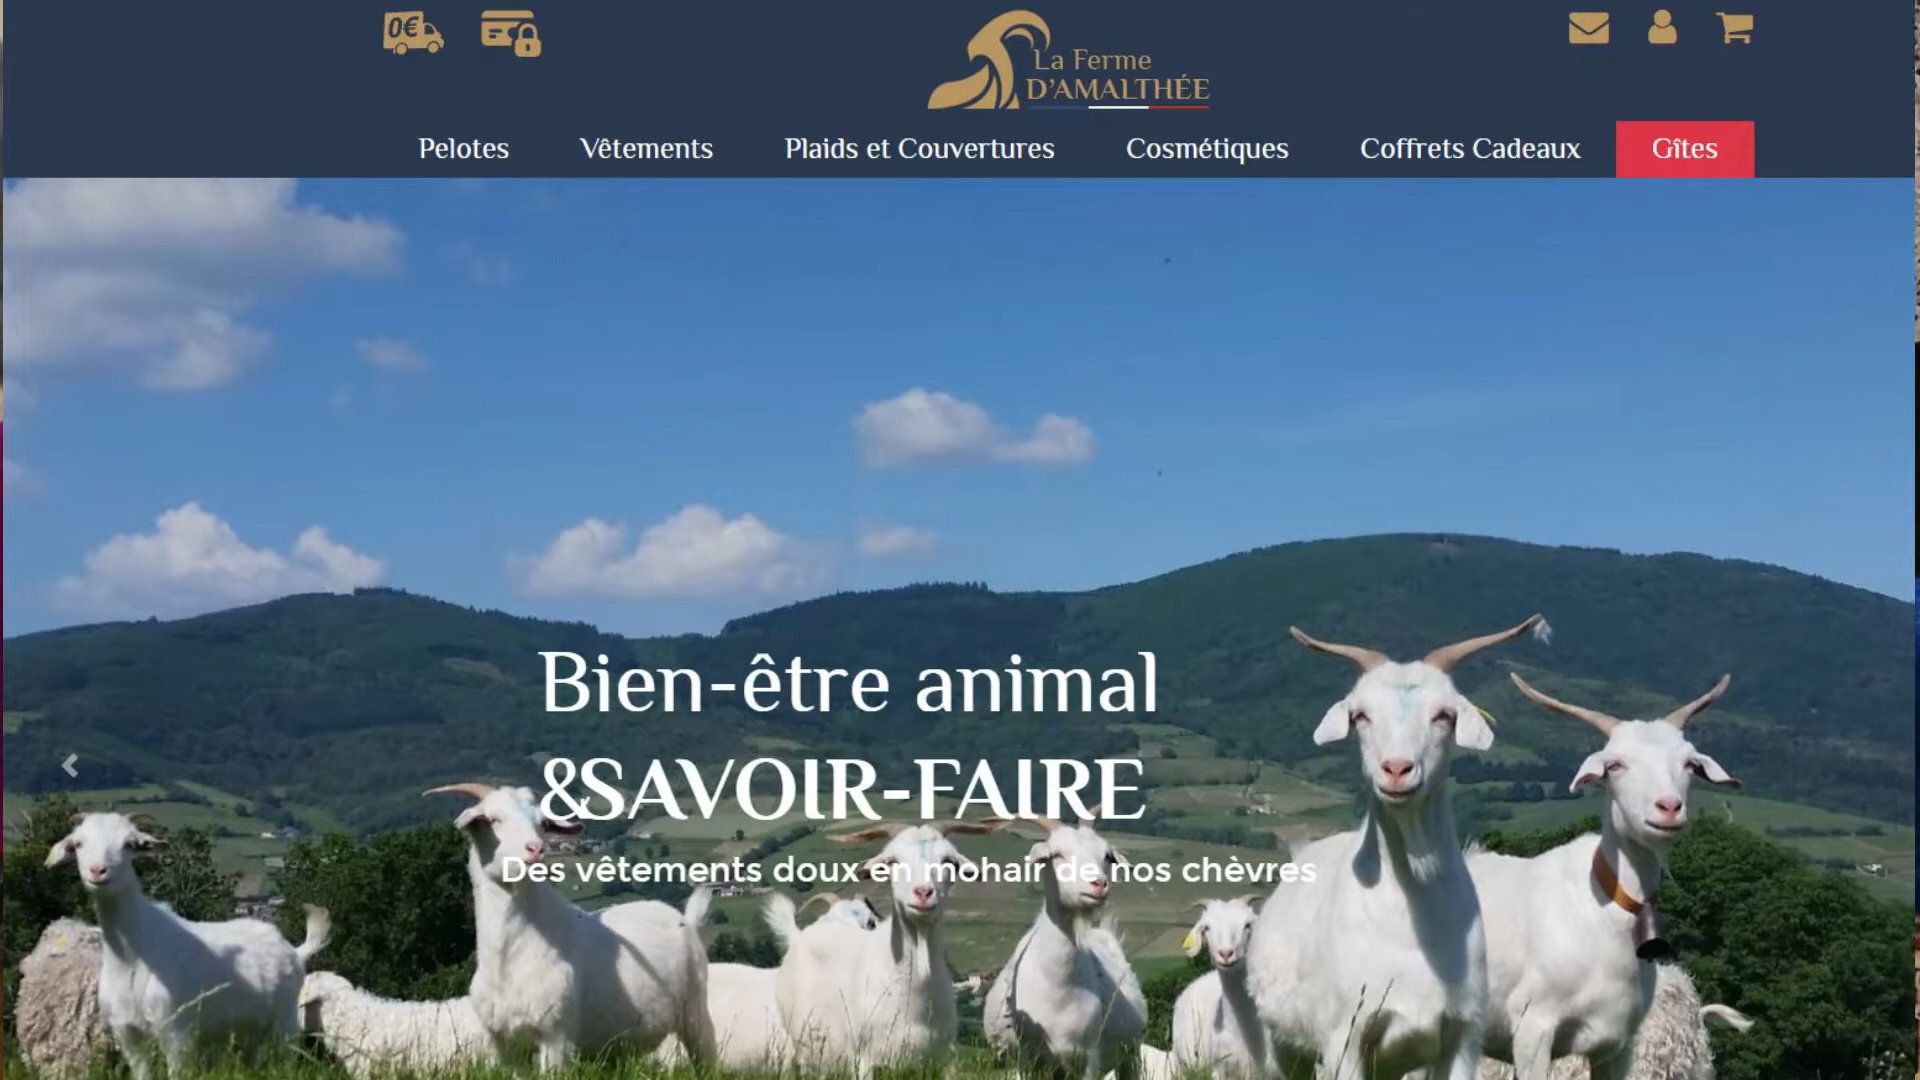 0€
La Ferme
D'AMALTHÉE
Pelotes Vêtements Plaids et Couvertures Cosmétiques Coffrets Cadeaux Gîtes
Bien-être animal
&SAVOIR-FAIRE
Des vêtements doux en mohair de nos chèvres